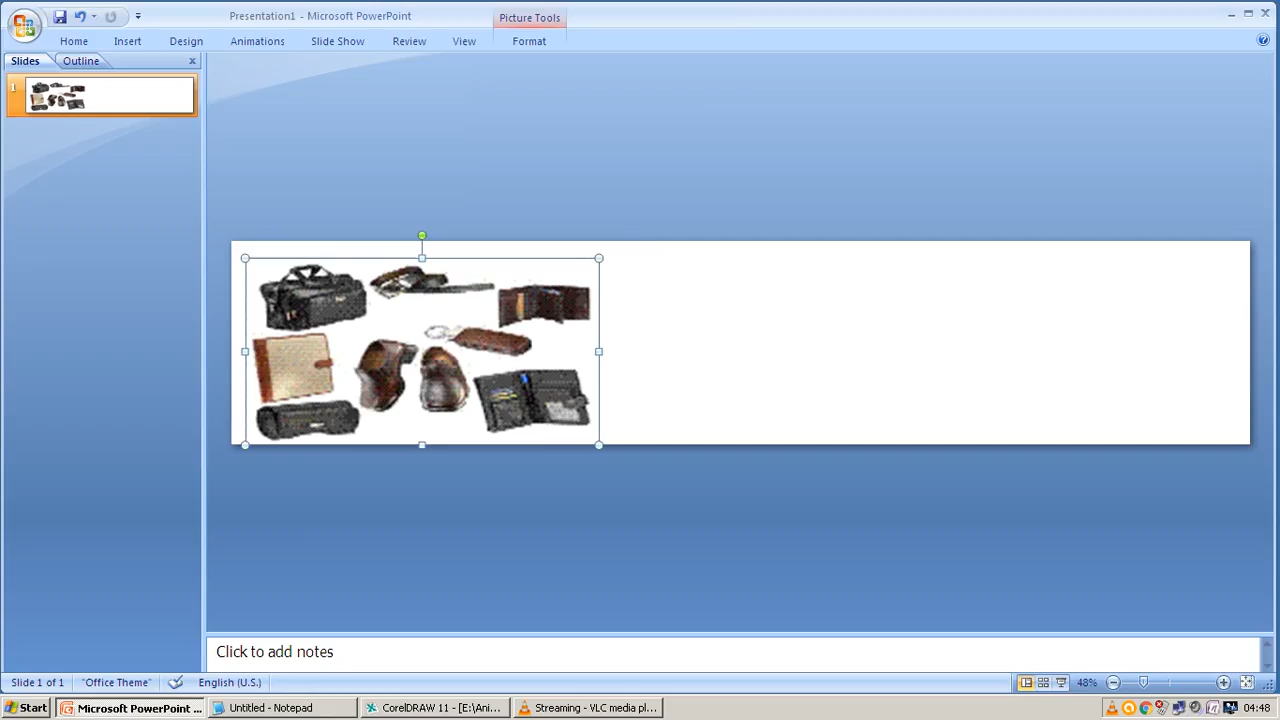 Presentation1 - Microsoft PowerPoint
Picture Tools
Home
Insert
Design
Animations
Slide Show
Review
View
Format
Slides
Outline
1
Click to add notes
Slide 1 of 1
"Office Theme"
English (U.S.)
48%
Start
Microsoft PowerPoint ...
Untitled - Notepad
CorelDRAW 11 - [E:\Ani...
Streaming - VLC media pl...
04:48